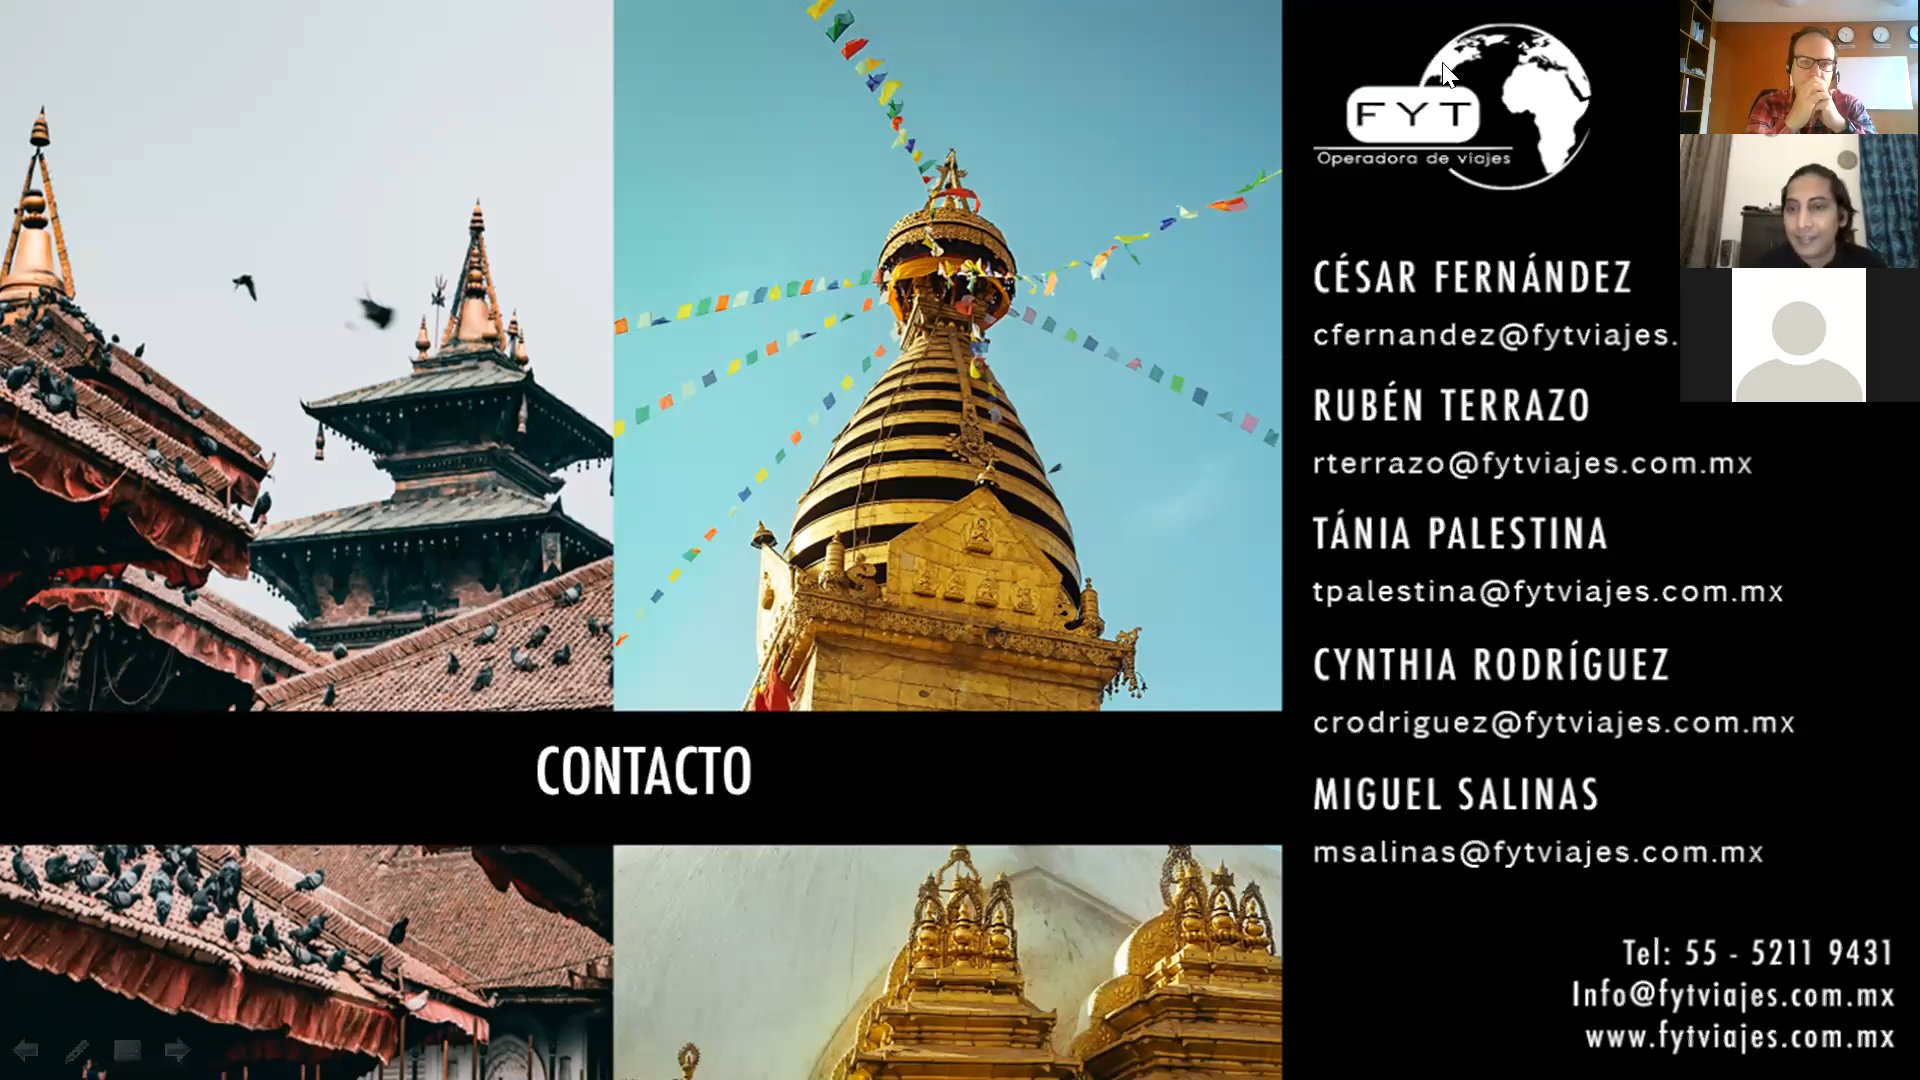 FYT
Operadora de viajes
CÉSAR FERNÁNDEZ
cfernandez@fytviajes.
RUBÉN TERRAZO
rterrazo@fytviajes.com.mx
TÁNIA PALESTINA
tpalestina@fytviajes.com.mx
CYNTHIA RODRÍGUEZ
crodriguez@fytviajes.com.mx
MIGUEL SALINAS
msalinas@fytviajes.com.mx
CONTACTO
Tel: 55 - 5211 9431
Info@fytviajes.com.mx
www.fytviajes.com.mx